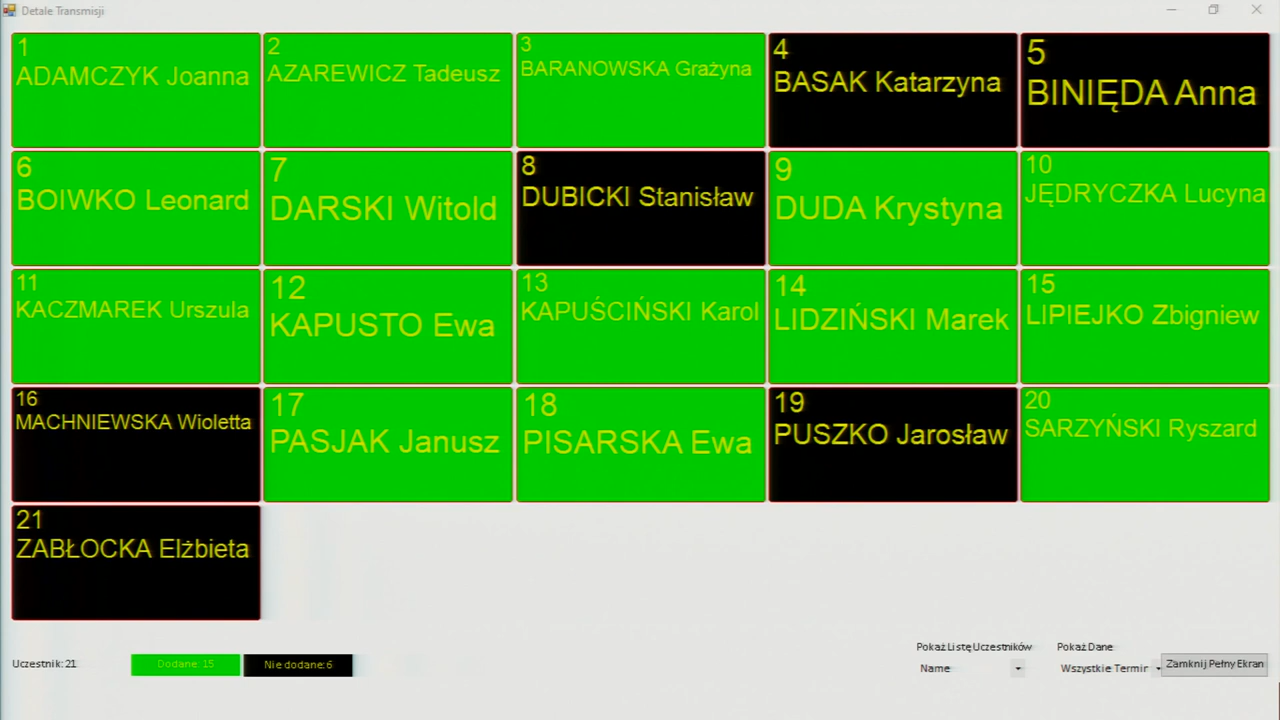 Detale Transmisji
1
ADAMCZYK Joanna
2
AZAREWICZ Tadeusz
3
BARANOWSKA Grażyna
4
BASAK Katarzyna
5
BINIĘDA Anna
6
BOIWKO Leonard
7
DARSKI Witold
8
DUBICKI Stanisław
9
DUDA Krystyna
10
JĘDRYCZKA Lucyna
11
KACZMAREK Urszula
12
KAPUSTO Ewa
13
KAPUŚCIŃSKI Karol
14
LIDZIŃSKI Marek
15
LIPIEJKO Zbigniew
16
MACHNIEWSKA Wioletta
17
PASJAK Janusz
18
PISARSKA Ewa
19
PUSZKO Jarosław
20
SARZYŃSKI Ryszard
21
ZABŁOCKA Elżbieta
Uczestnik: 21
Dodane: 15
Nie dodane: 6
Pokaż Listę Uczestników
Name
Pokaż Dane
Wszystkie Termir
Zamknij Pełny Ekran